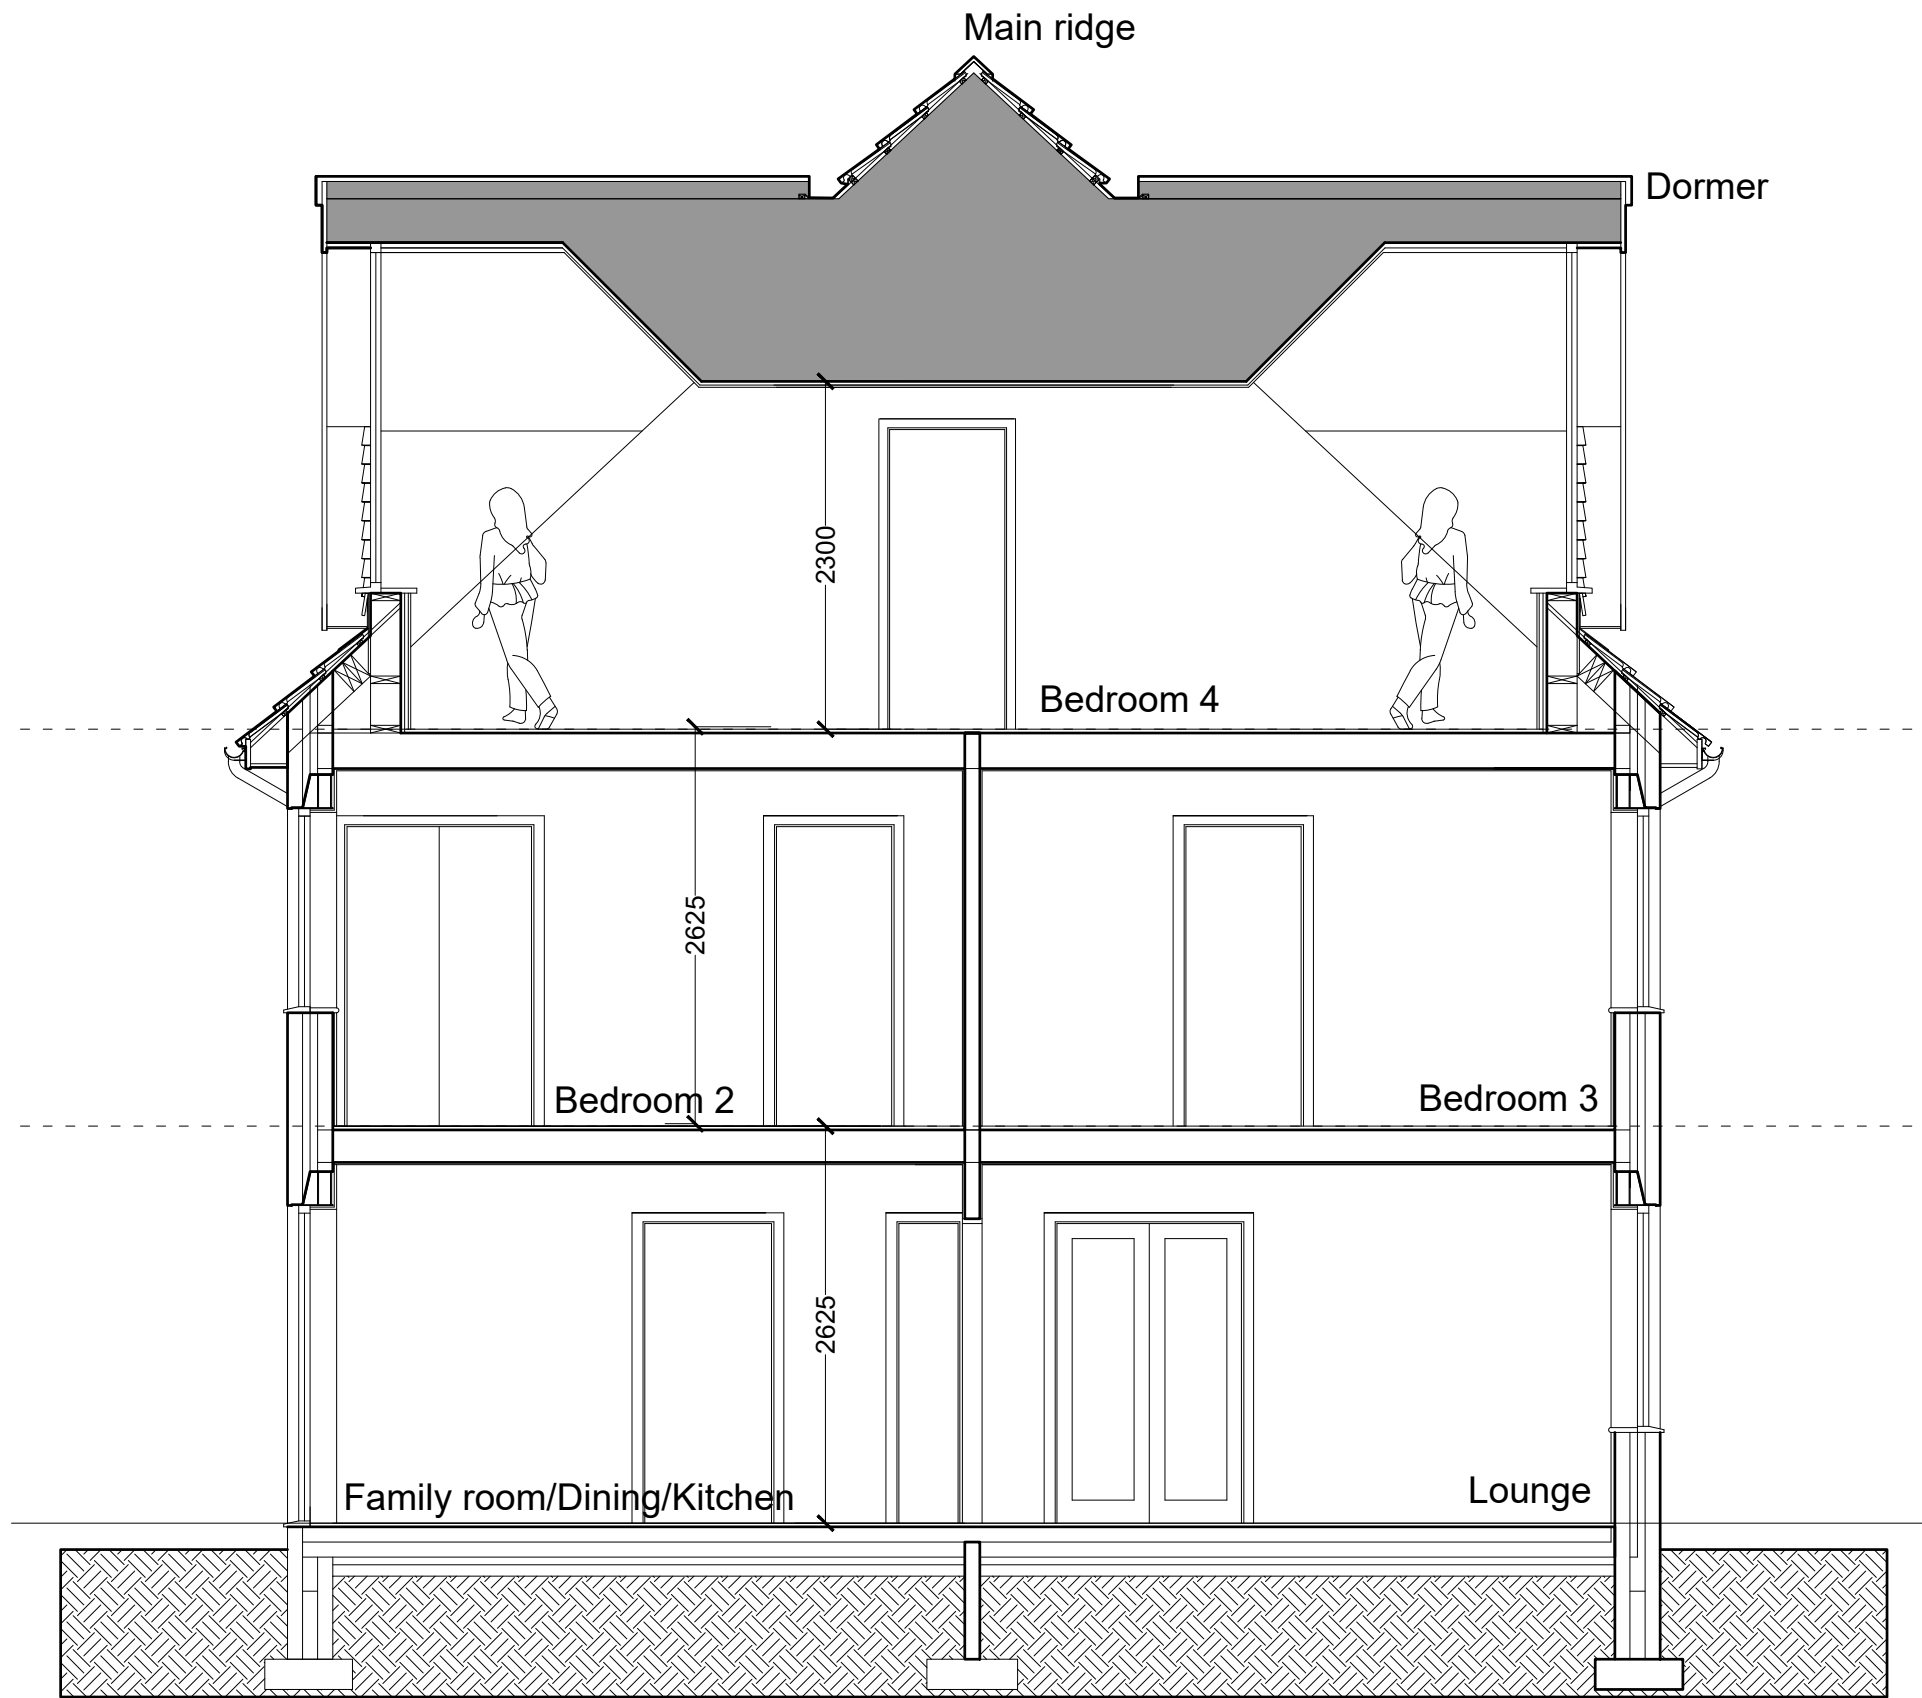 Main ridge
Dormer
2300
Bedroom 4
2625
Bedroom 2
Bedroom 3
2625
Family room/Dining/Kitchen
Lounge